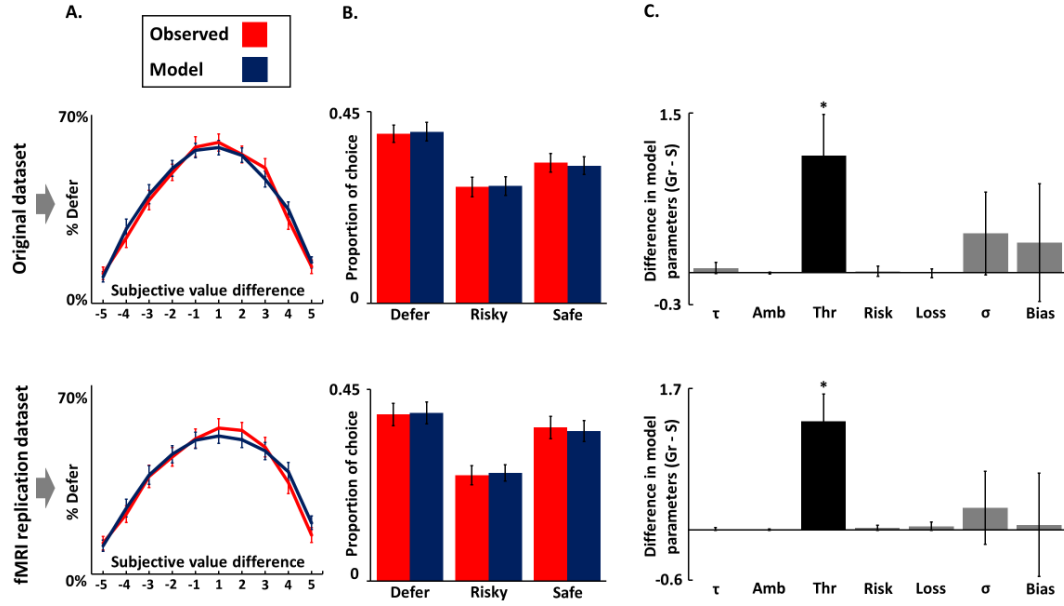 A.
B.
C.
Observed
Model
Original dataset
70%
% Defer
0%
Subjective value difference
-5 -4 -3 -2 -1 1 2 3 4 5
0.45
Proportion of choice
0
Defer Risky Safe
1.5
Difference in model
parameters (Gr - S)
-0.3
*
τ Amb Thr Risk Loss σ Bias
fMRI replication dataset
70%
% Defer
0%
Subjective value difference
-5 -4 -3 -2 -1 1 2 3 4 5
0.45
Proportion of choice
0
Defer Risky Safe
1.7
Difference in model
parameters (Gr - S)
-0.6
*
τ Amb Thr Risk Loss σ Bias